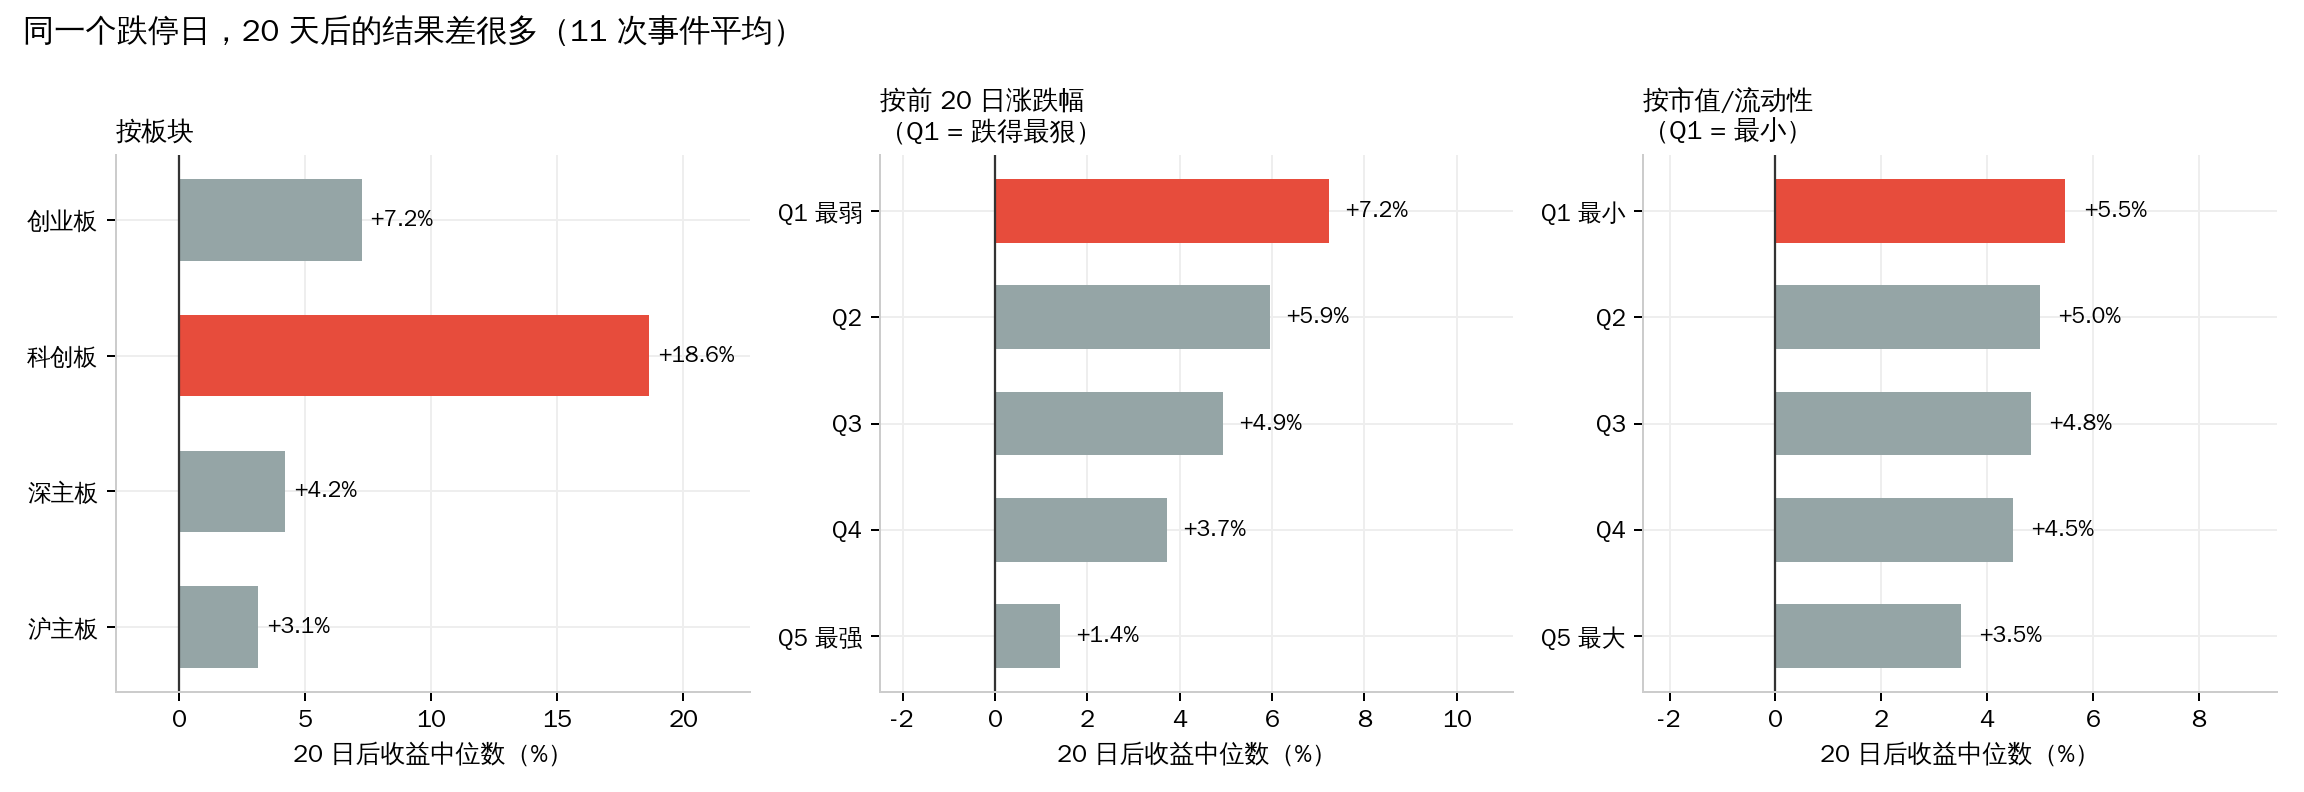 同一个跌停日，20 天后的结果差很多（11 次事件平均）
按板块
创业板
+7.2%
科创板
+18.6%
深主板
+4.2%
沪主板
+3.1%
0 5 10 15 20
20 日后收益中位数（%）
按前 20 日涨跌幅
（Q1 = 跌得最狠）
Q1 最弱
+7.2%
Q2
+5.9%
Q3
+4.9%
Q4
+3.7%
Q5 最强
+1.4%
-2 0 2 4 6 8 10
20 日后收益中位数（%）
按市值/流动性
（Q1 = 最小）
Q1 最小
+5.5%
Q2
+5.0%
Q3
+4.8%
Q4
+4.5%
Q5 最大
+3.5%
-2 0 2 4 6 8
20 日后收益中位数（%）